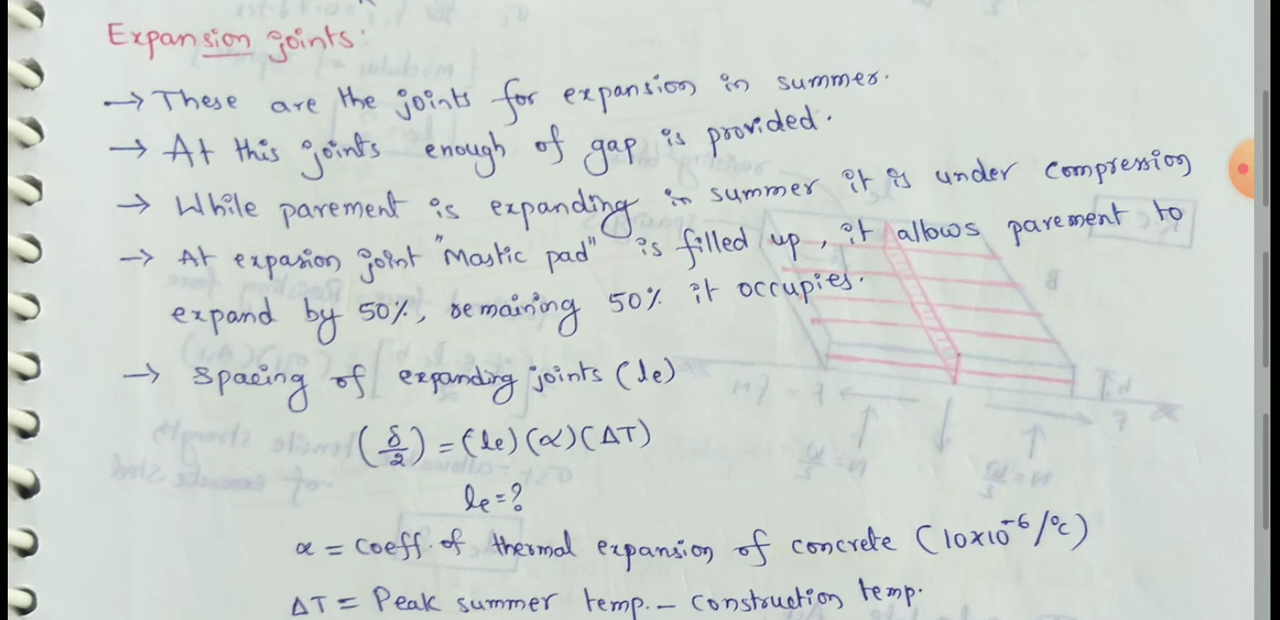 Expansion joints:
→ These are the joints for expansion in summer.
→ At this joints enough of gap is provided.
→ While pavement is expanding in summer it is under compression
→ At expasion joint "Mastic pad" is filled up, it allows pavement to
expand by 50%, remaining 50% it occupies.
→ Spacing of expanding joints (le)
(δ/2) = (le) (α) (ΔT)
le = ?
α = coeff. of thermal expansion of concrete (10×10⁻⁶/°c)
ΔT = Peak summer temp. – construction temp.